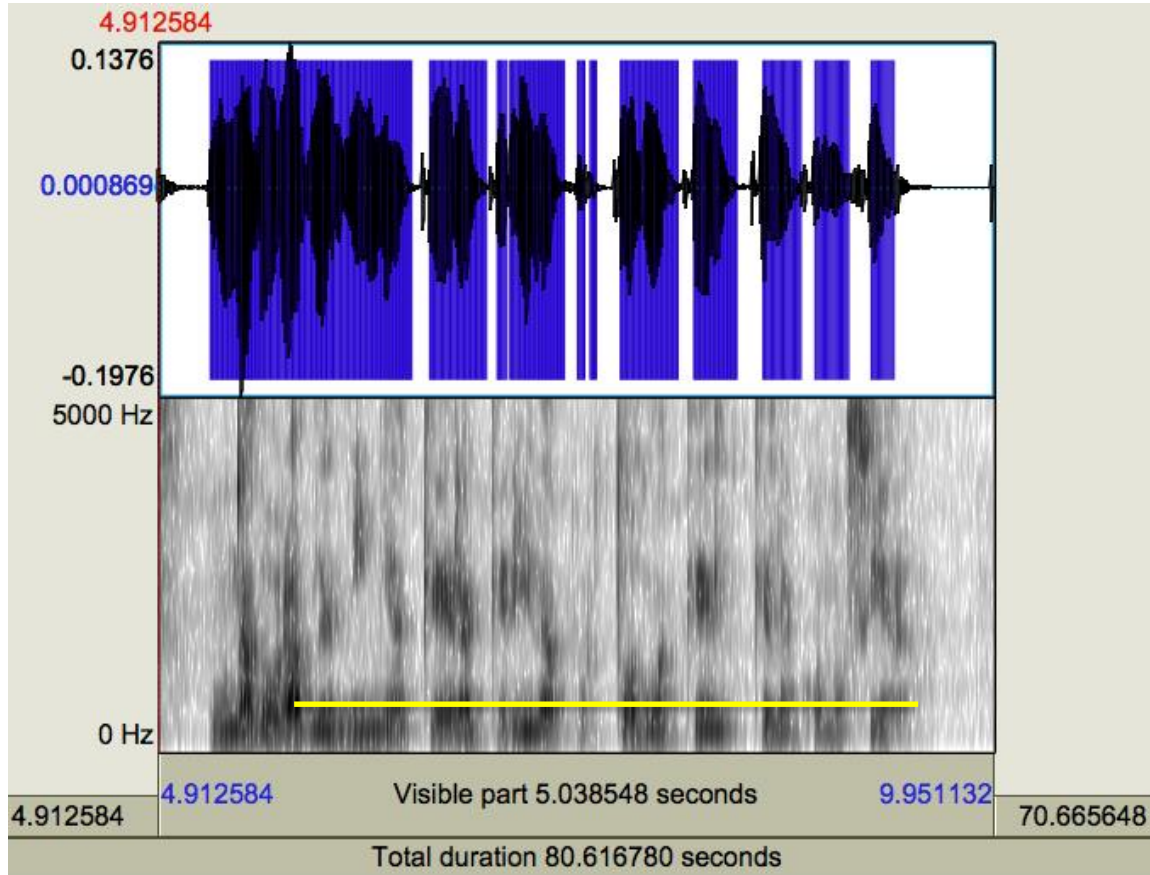 4.912584
0.1376
0.000869
-0.1976
5000 Hz
0 Hz
4.912584 Visible part 5.038548 seconds 9.951132
4.912584 70.665648
Total duration 80.616780 seconds